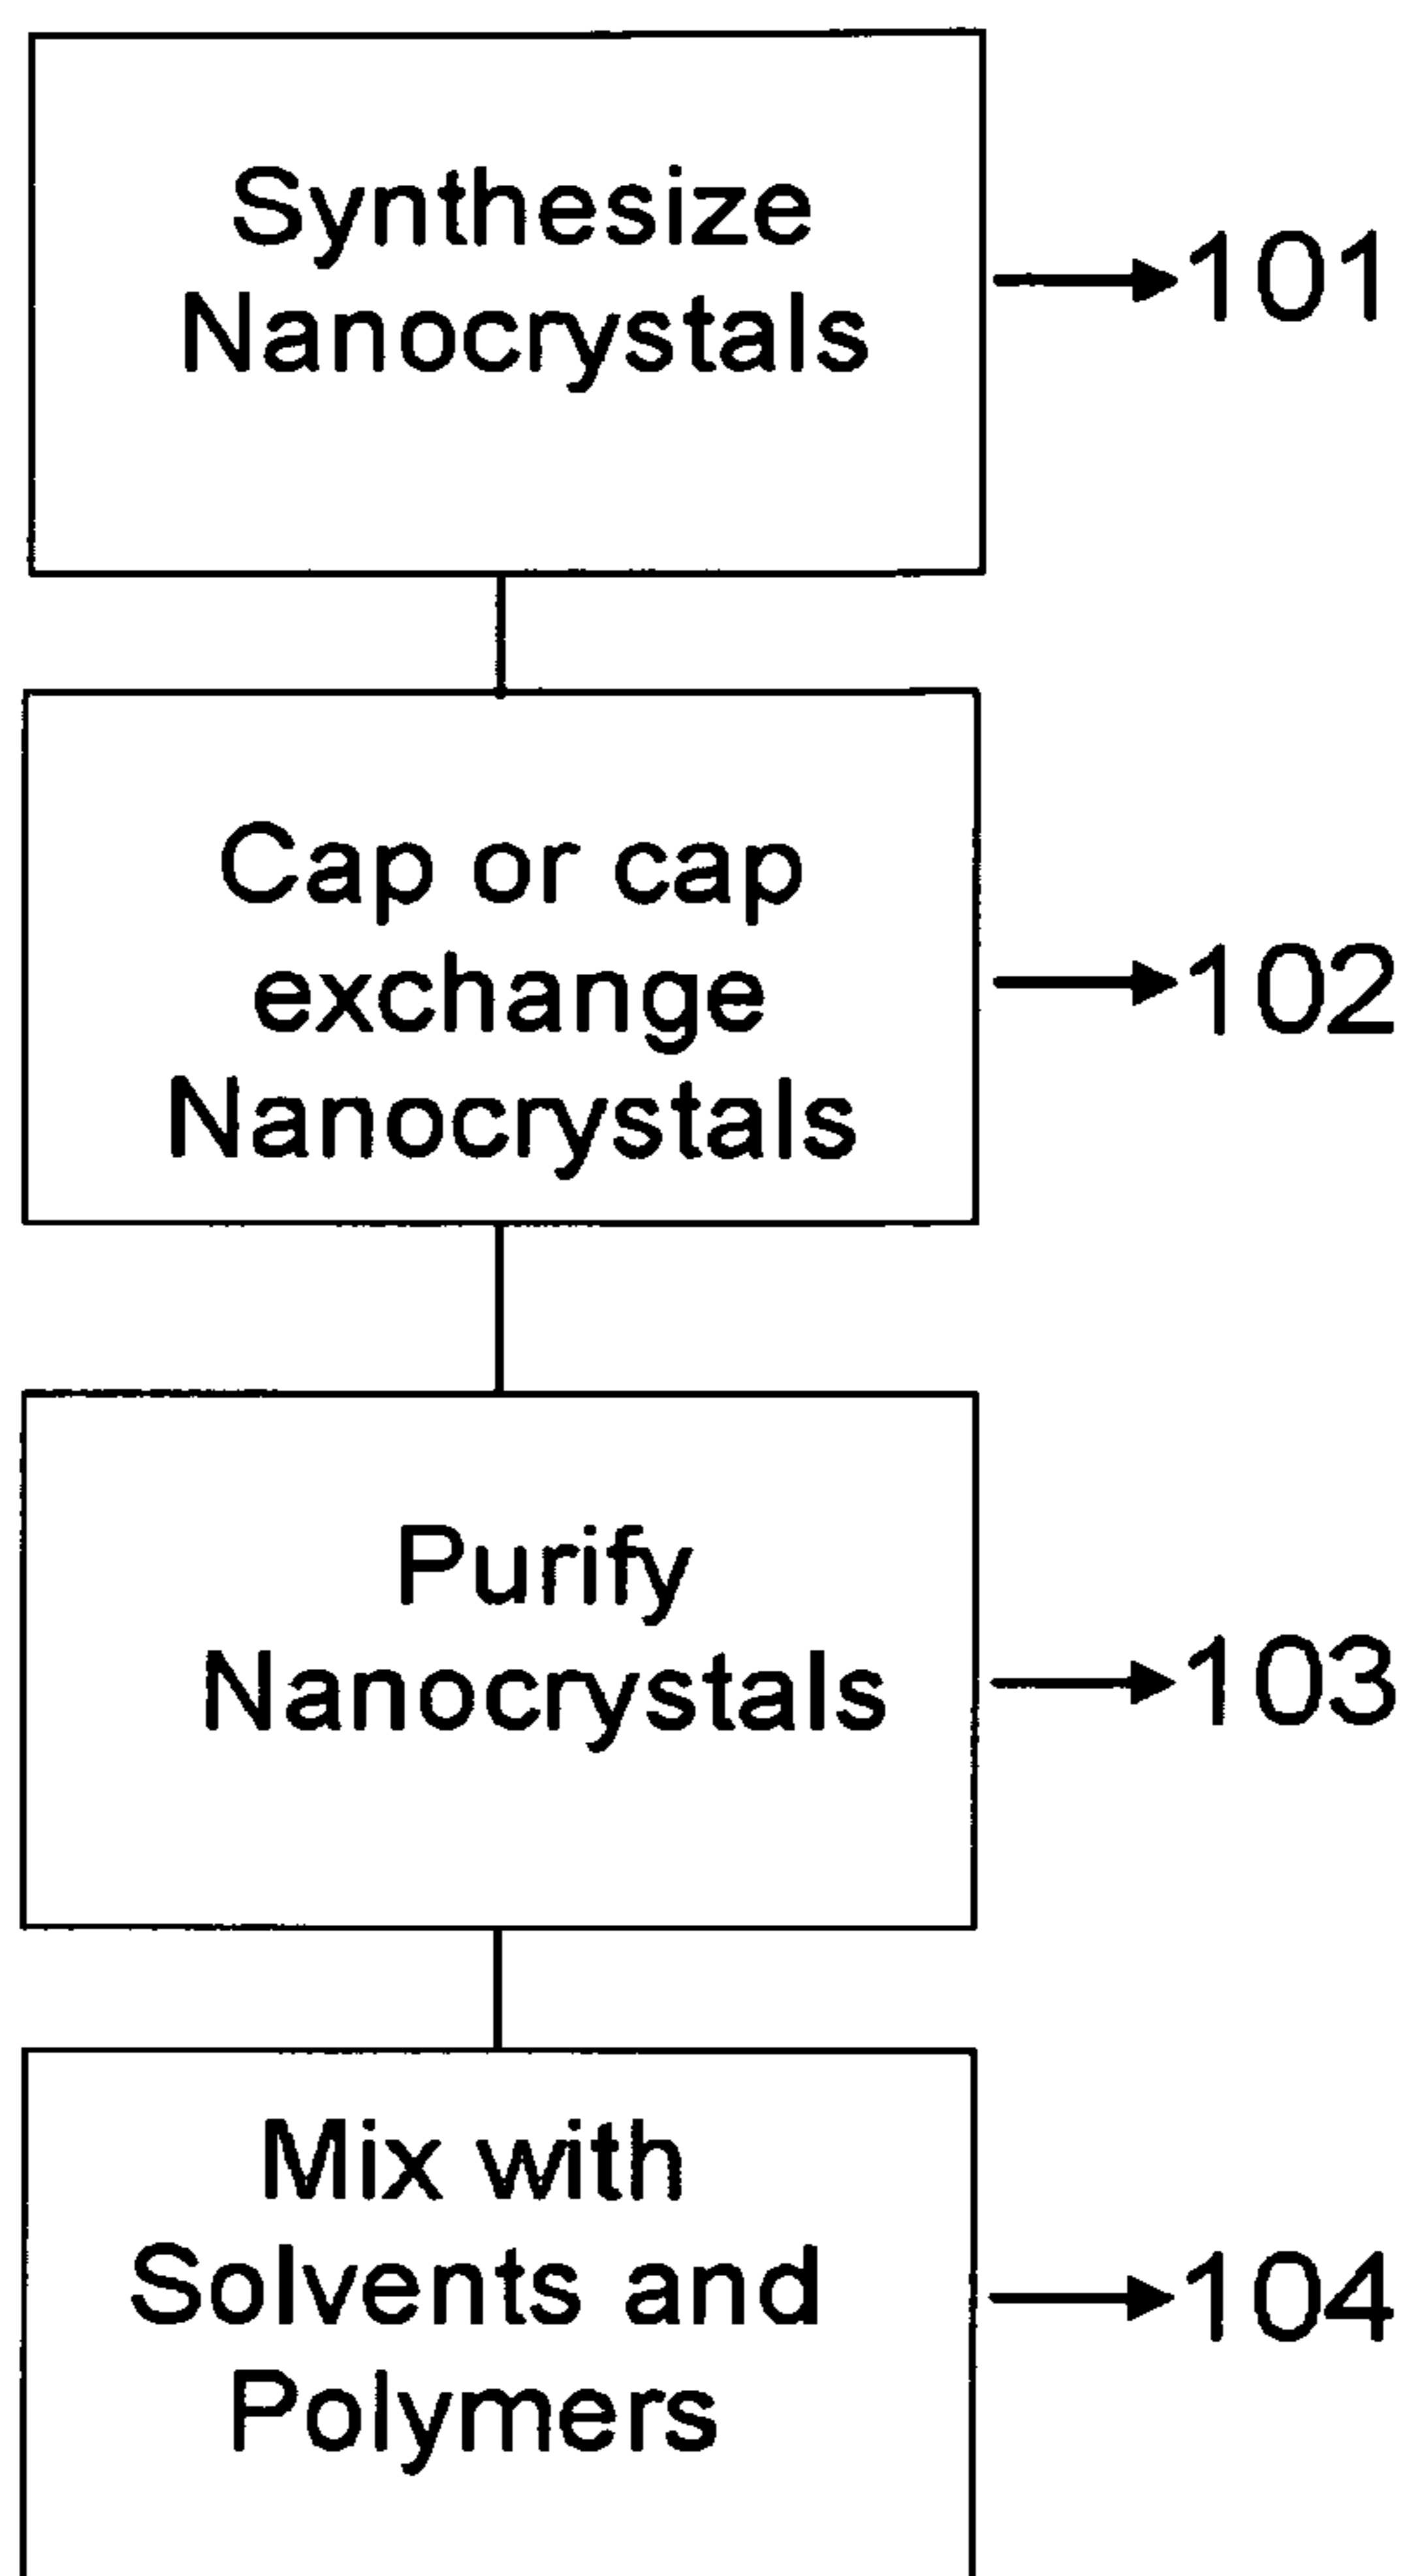 Synthesize
Nanocrystals
101
Cap or cap
exchange
Nanocrystals
102
Purify
Nanocrystals
103
Mix with
Solvents and
Polymers
104